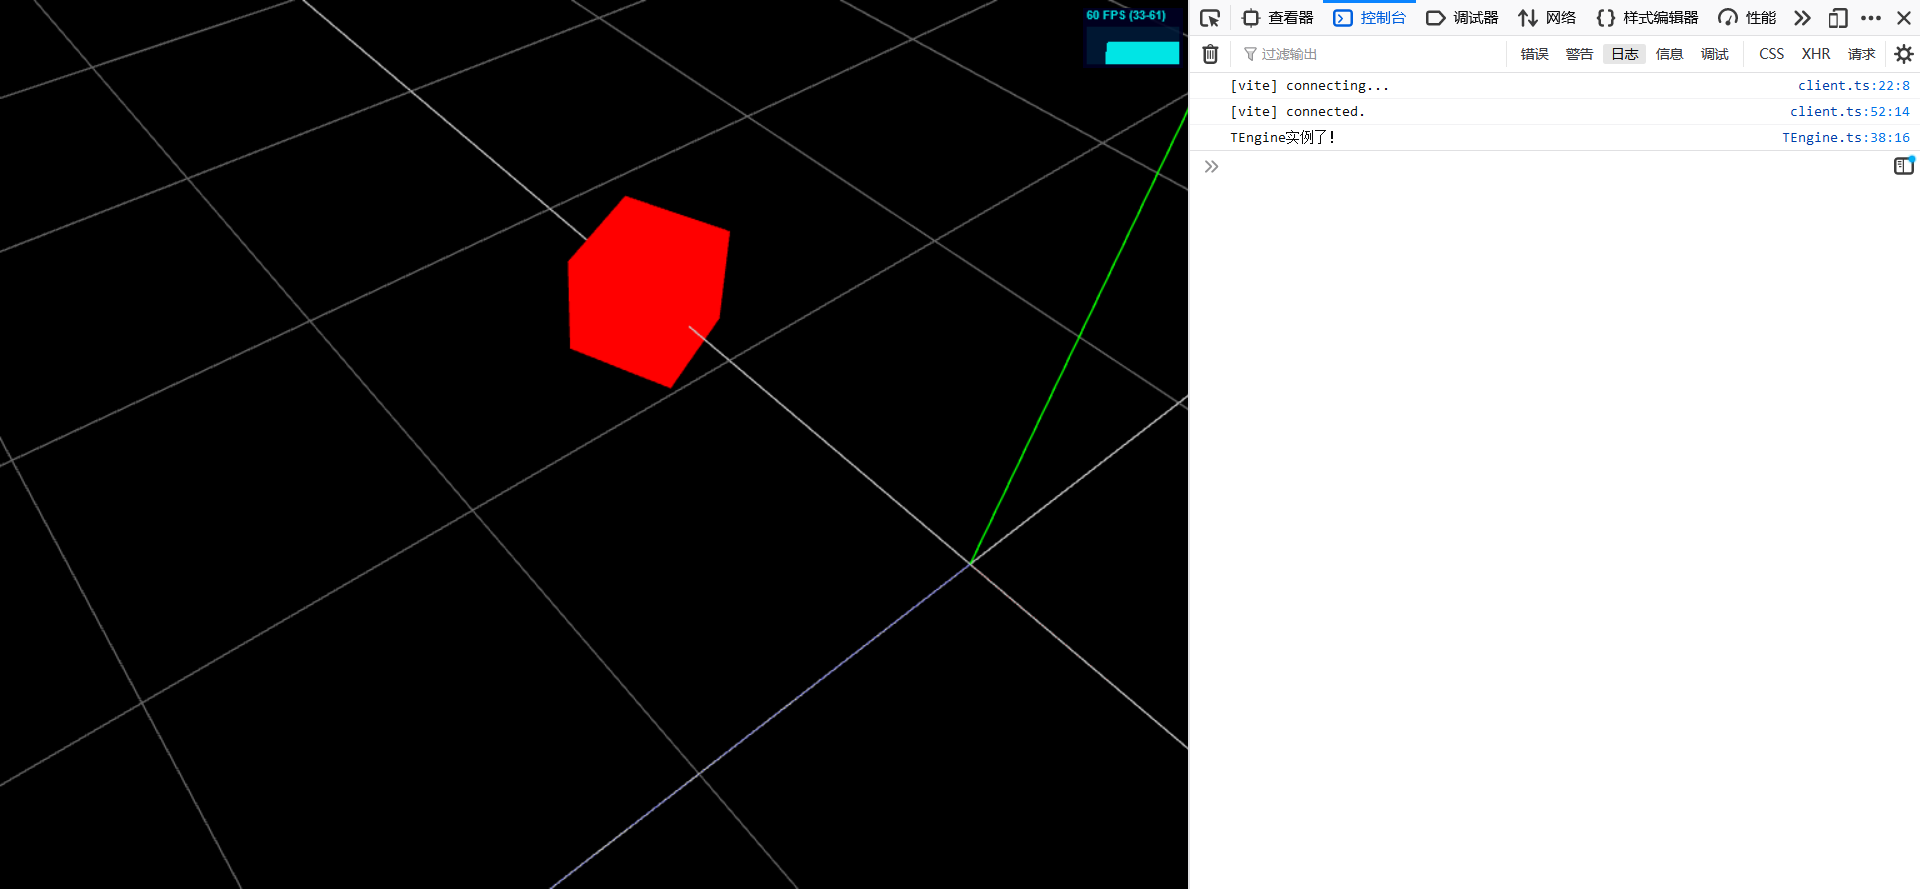 60 FPS (33-61)
查看器 控制台 调试器 网络 样式编辑器 性能
过滤输出 错误 警告 日志 信息 调试 CSS XHR 请求
[vite] connecting... client.ts:22:8
[vite] connected. client.ts:52:14
TEngine实例了! TEngine.ts:38:16